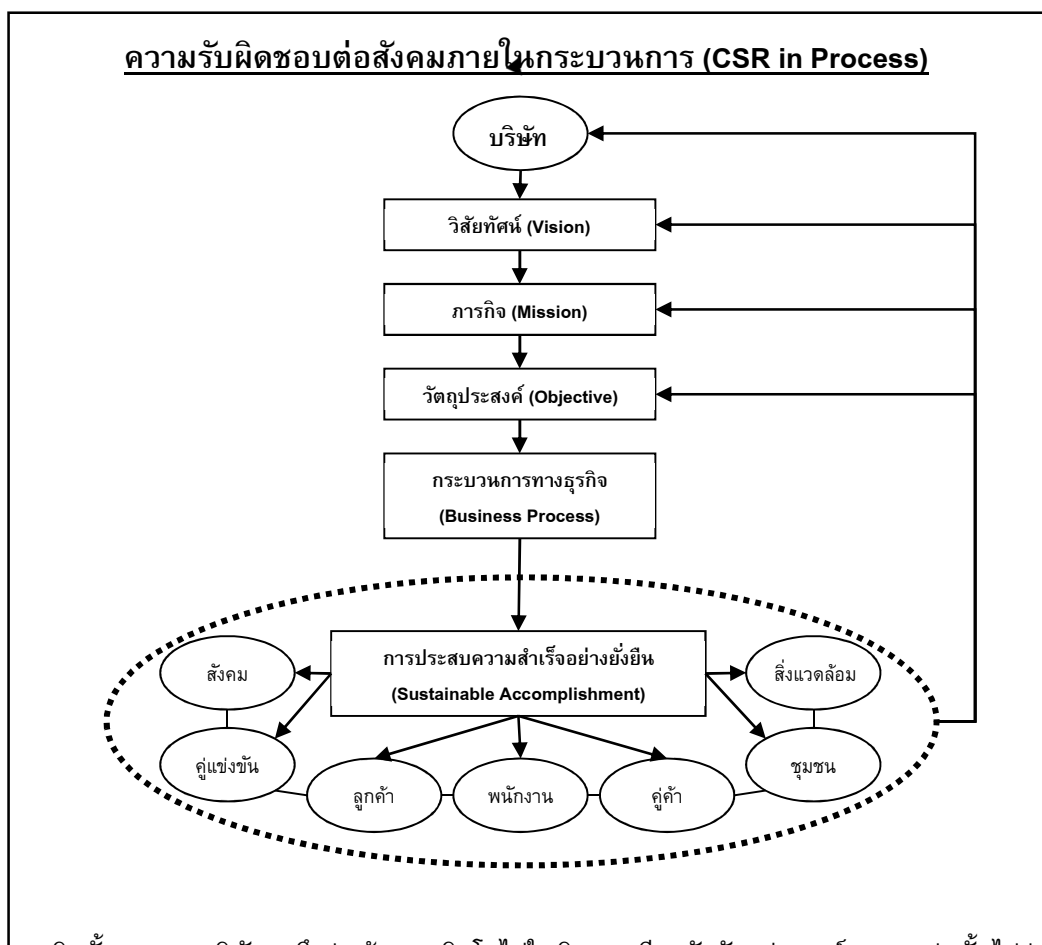 ความรับผิดชอบต่อสังคมภายในกระบวนการ (CSR in Process)
บริษัท
วิสัยทัศน์ (Vision)
ภารกิจ (Mission)
วัตถุประสงค์ (Objective)
กระบวนการทางธุรกิจ
(Business Process)
การประสบความสำเร็จอย่างยั่งยืน
(Sustainable Accomplishment)
สังคม
สิ่งแวดล้อม
คู่แข่งขัน
ชุมชน
ลูกค้า
พนักงาน
คู่ค้า